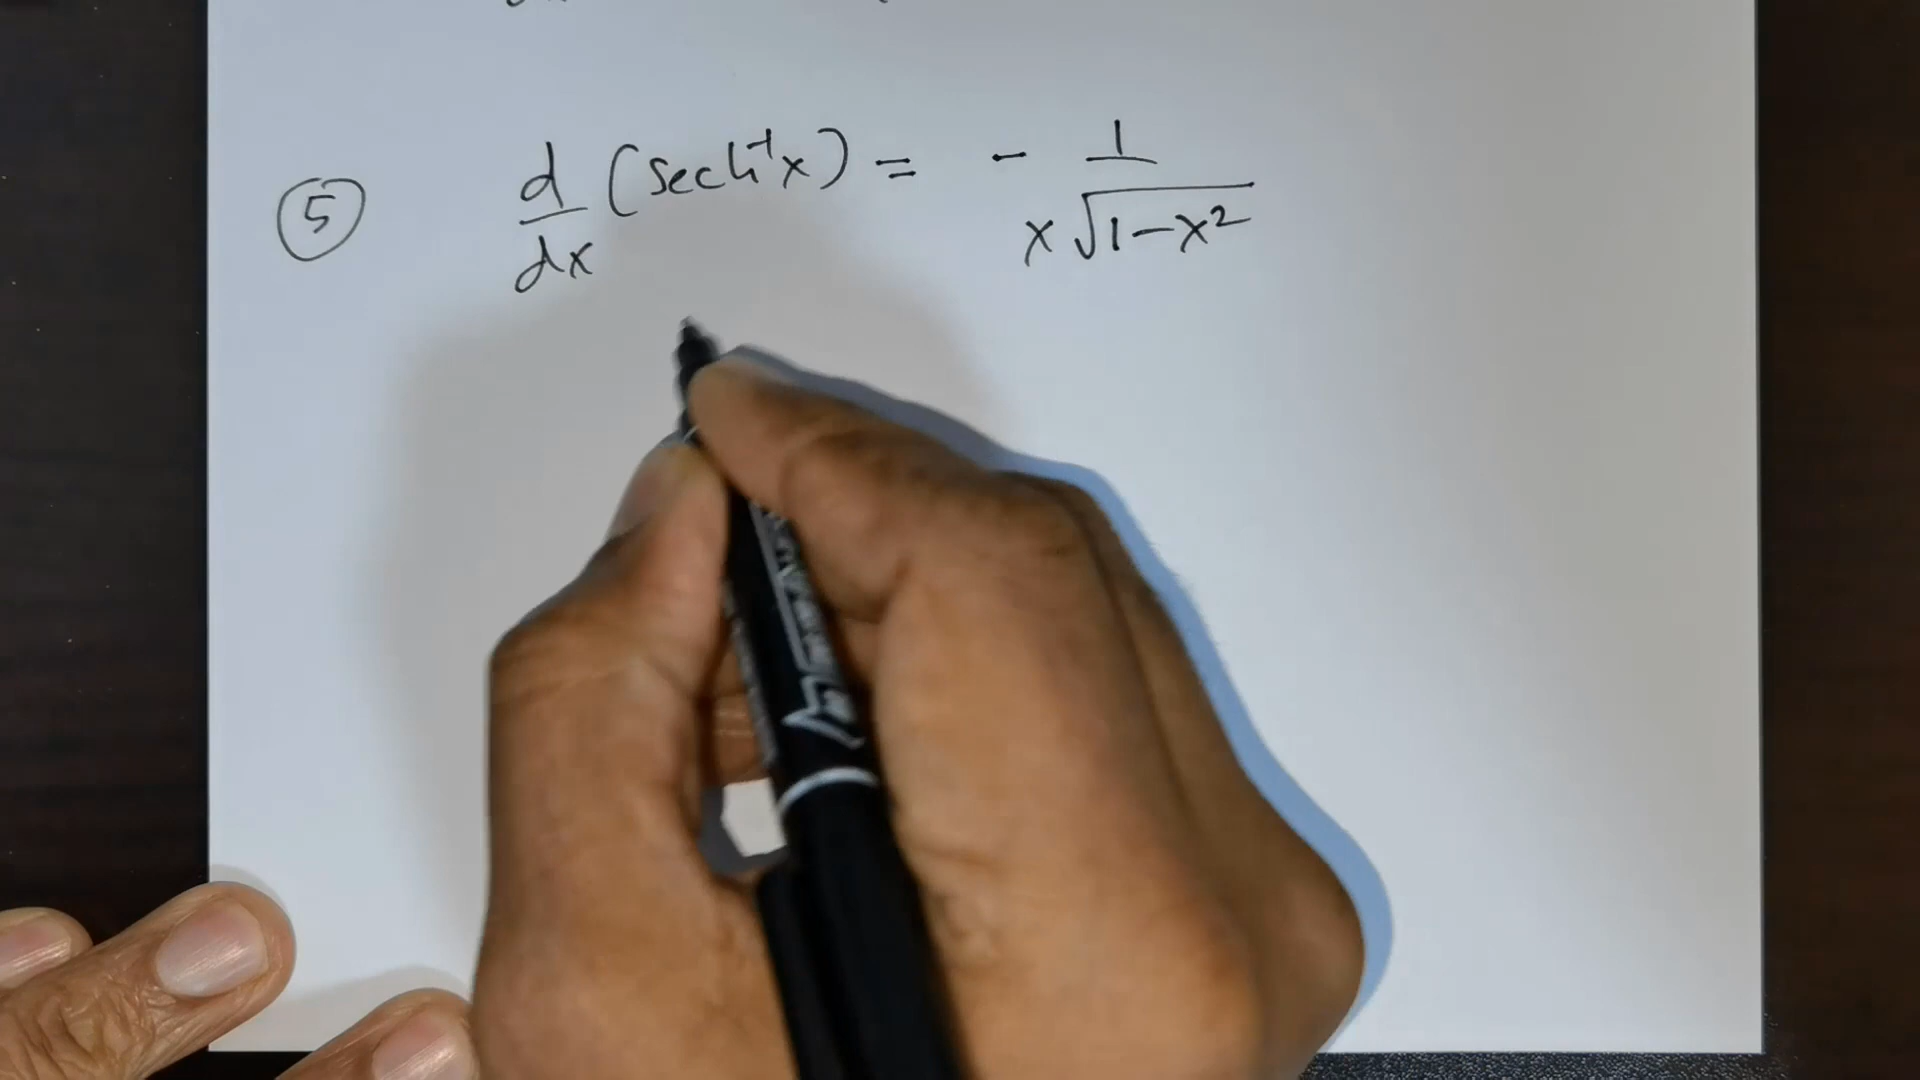 ⑤ d/dx (sech⁻¹x) = - 1/(x√(1-x²))